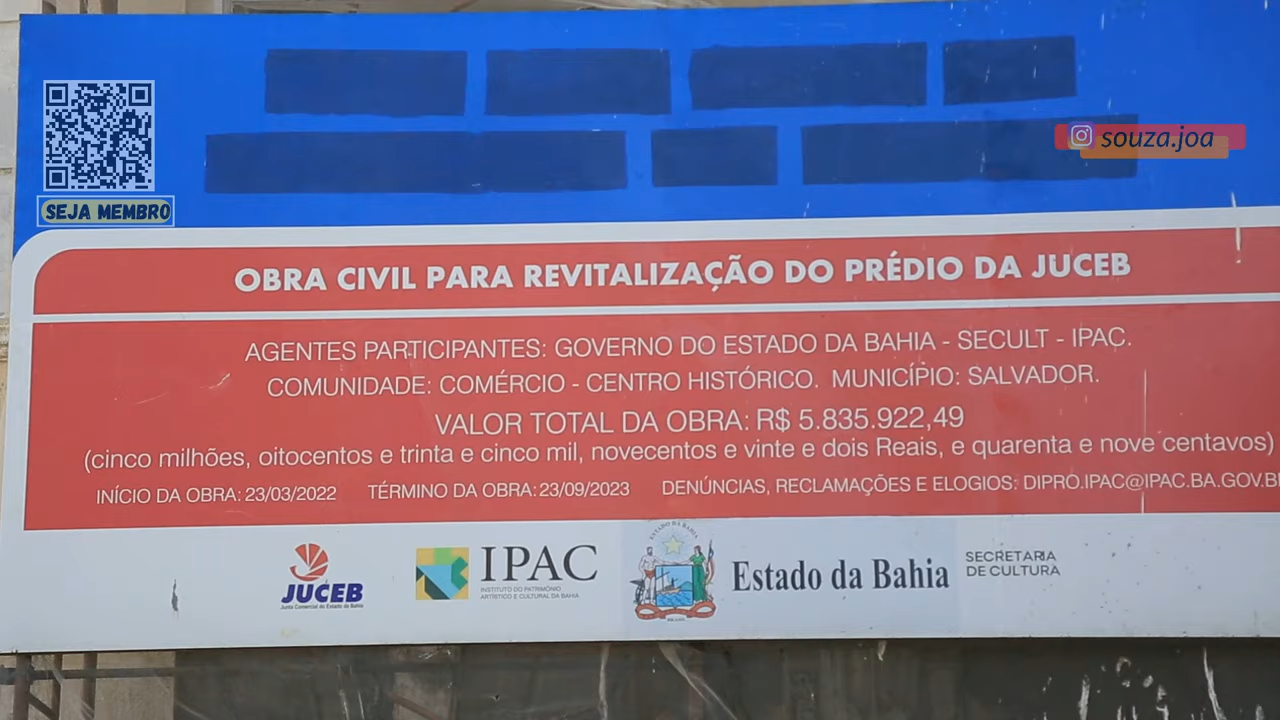 SEJA MEMBRO
souza.joa
OBRA CIVIL PARA REVITALIZAÇÃO DO PRÉDIO DA JUCEB
AGENTES PARTICIPANTES: GOVERNO DO ESTADO DA BAHIA - SECULT - IPAC.
COMUNIDADE: COMÉRCIO - CENTRO HISTÓRICO. MUNICÍPIO: SALVADOR.
VALOR TOTAL DA OBRA: R$ 5.835.922,49
(cinco milhões, oitocentos e trinta e cinco mil, novecentos e vinte e dois Reais, e quarenta e nove centavos)
INÍCIO DA OBRA: 23/03/2022 TÉRMINO DA OBRA: 23/09/2023 DENÚNCIAS, RECLAMAÇÕES E ELOGIOS: DIPRO.IPAC@IPAC.BA.GOV.B
JUCEB
Junta Comercial do Estado da Bahia
IPAC
INSTITUTO DO PATRIMÔNIO
ARTÍSTICO E CULTURAL DA BAHIA
ESTADO DA BAHIA
BRASIL
Estado da Bahia
SECRETARIA
DE CULTURA